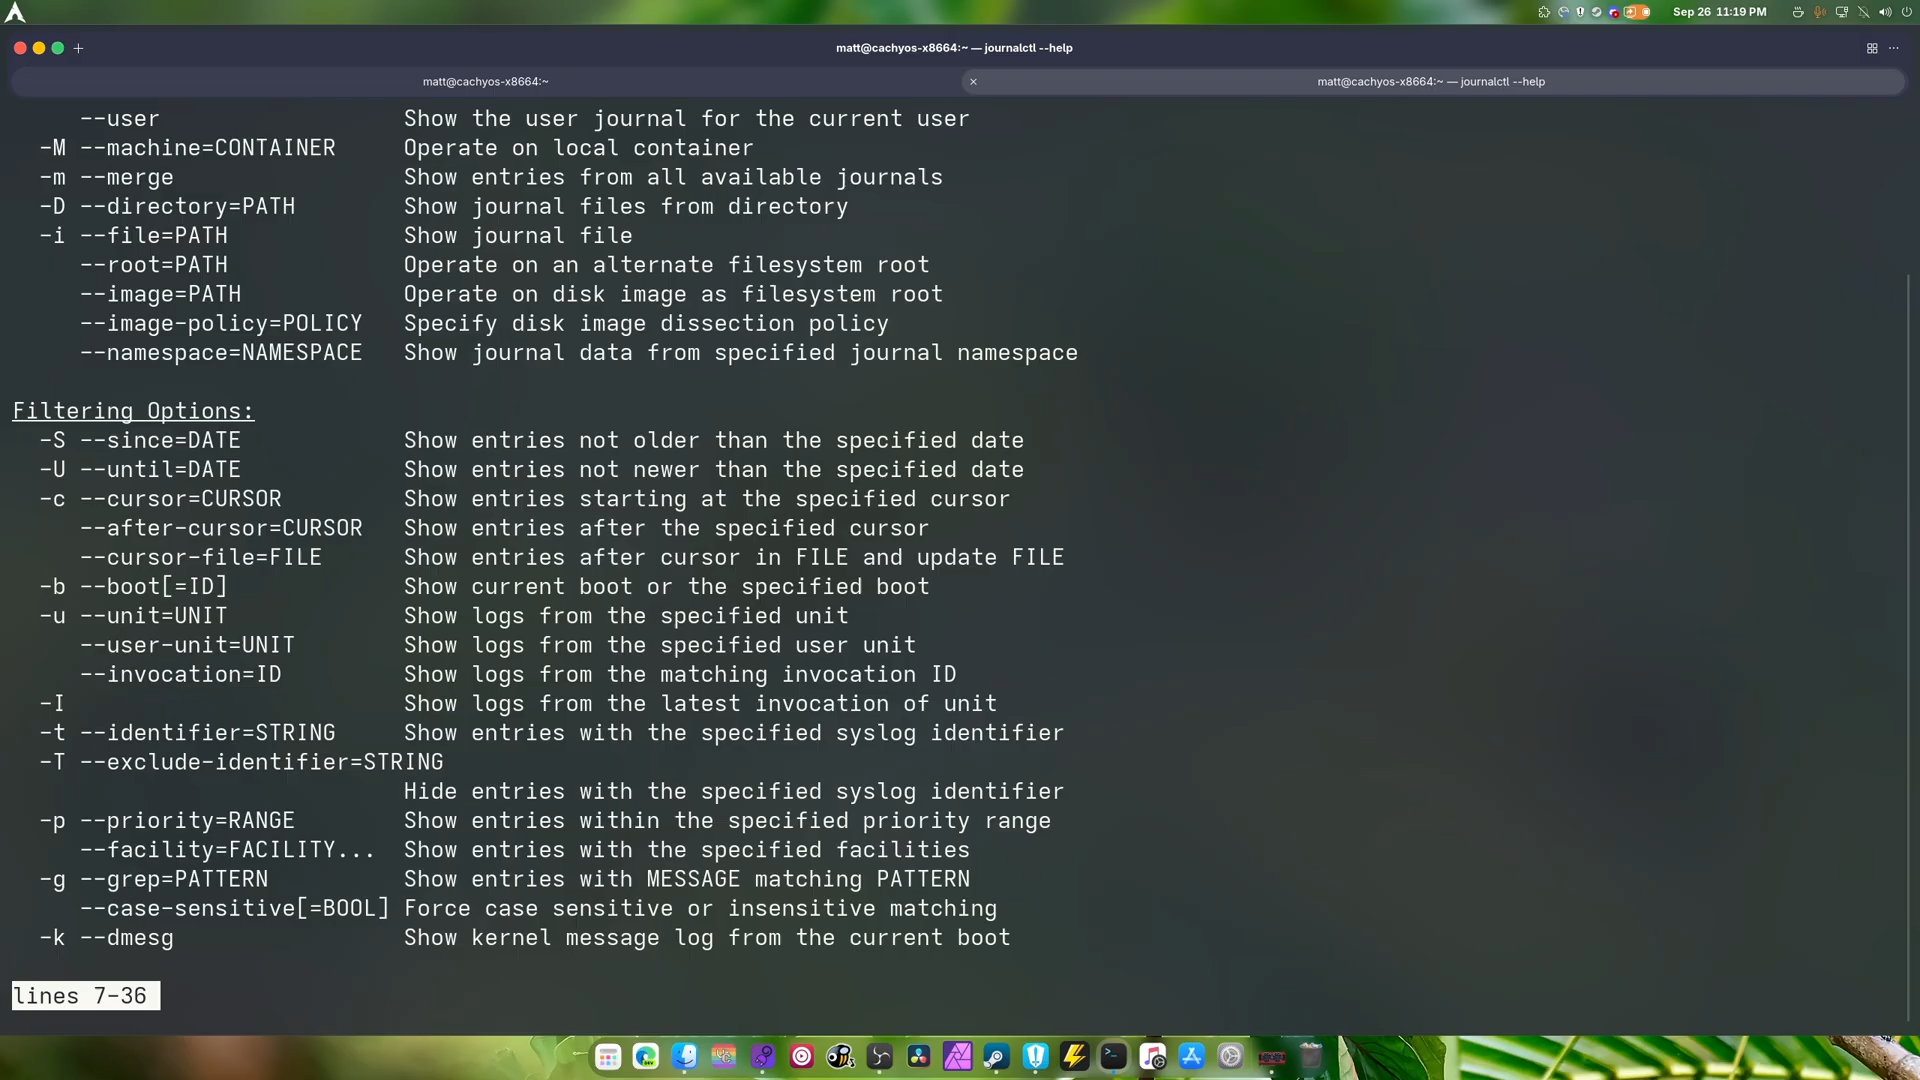 Sep 26 11:19 PM
matt@cachyos-x8664:~ — journalctl --help
matt@cachyos-x8664:~
matt@cachyos-x8664:~ — journalctl --help
--user Show the user journal for the current user
-M --machine=CONTAINER Operate on local container
-m --merge Show entries from all available journals
-D --directory=PATH Show journal files from directory
-i --file=PATH Show journal file
--root=PATH Operate on an alternate filesystem root
--image=PATH Operate on disk image as filesystem root
--image-policy=POLICY Specify disk image dissection policy
--namespace=NAMESPACE Show journal data from specified journal namespace
Filtering Options:
-S --since=DATE Show entries not older than the specified date
-U --until=DATE Show entries not newer than the specified date
-c --cursor=CURSOR Show entries starting at the specified cursor
--after-cursor=CURSOR Show entries after the specified cursor
--cursor-file=FILE Show entries after cursor in FILE and update FILE
-b --boot[=ID] Show current boot or the specified boot
-u --unit=UNIT Show logs from the specified unit
--user-unit=UNIT Show logs from the specified user unit
--invocation=ID Show logs from the matching invocation ID
-I Show logs from the latest invocation of unit
-t --identifier=STRING Show entries with the specified syslog identifier
-T --exclude-identifier=STRING
Hide entries with the specified syslog identifier
-p --priority=RANGE Show entries within the specified priority range
--facility=FACILITY... Show entries with the specified facilities
-g --grep=PATTERN Show entries with MESSAGE matching PATTERN
--case-sensitive[=BOOL] Force case sensitive or insensitive matching
-k --dmesg Show kernel message log from the current boot
lines 7-36